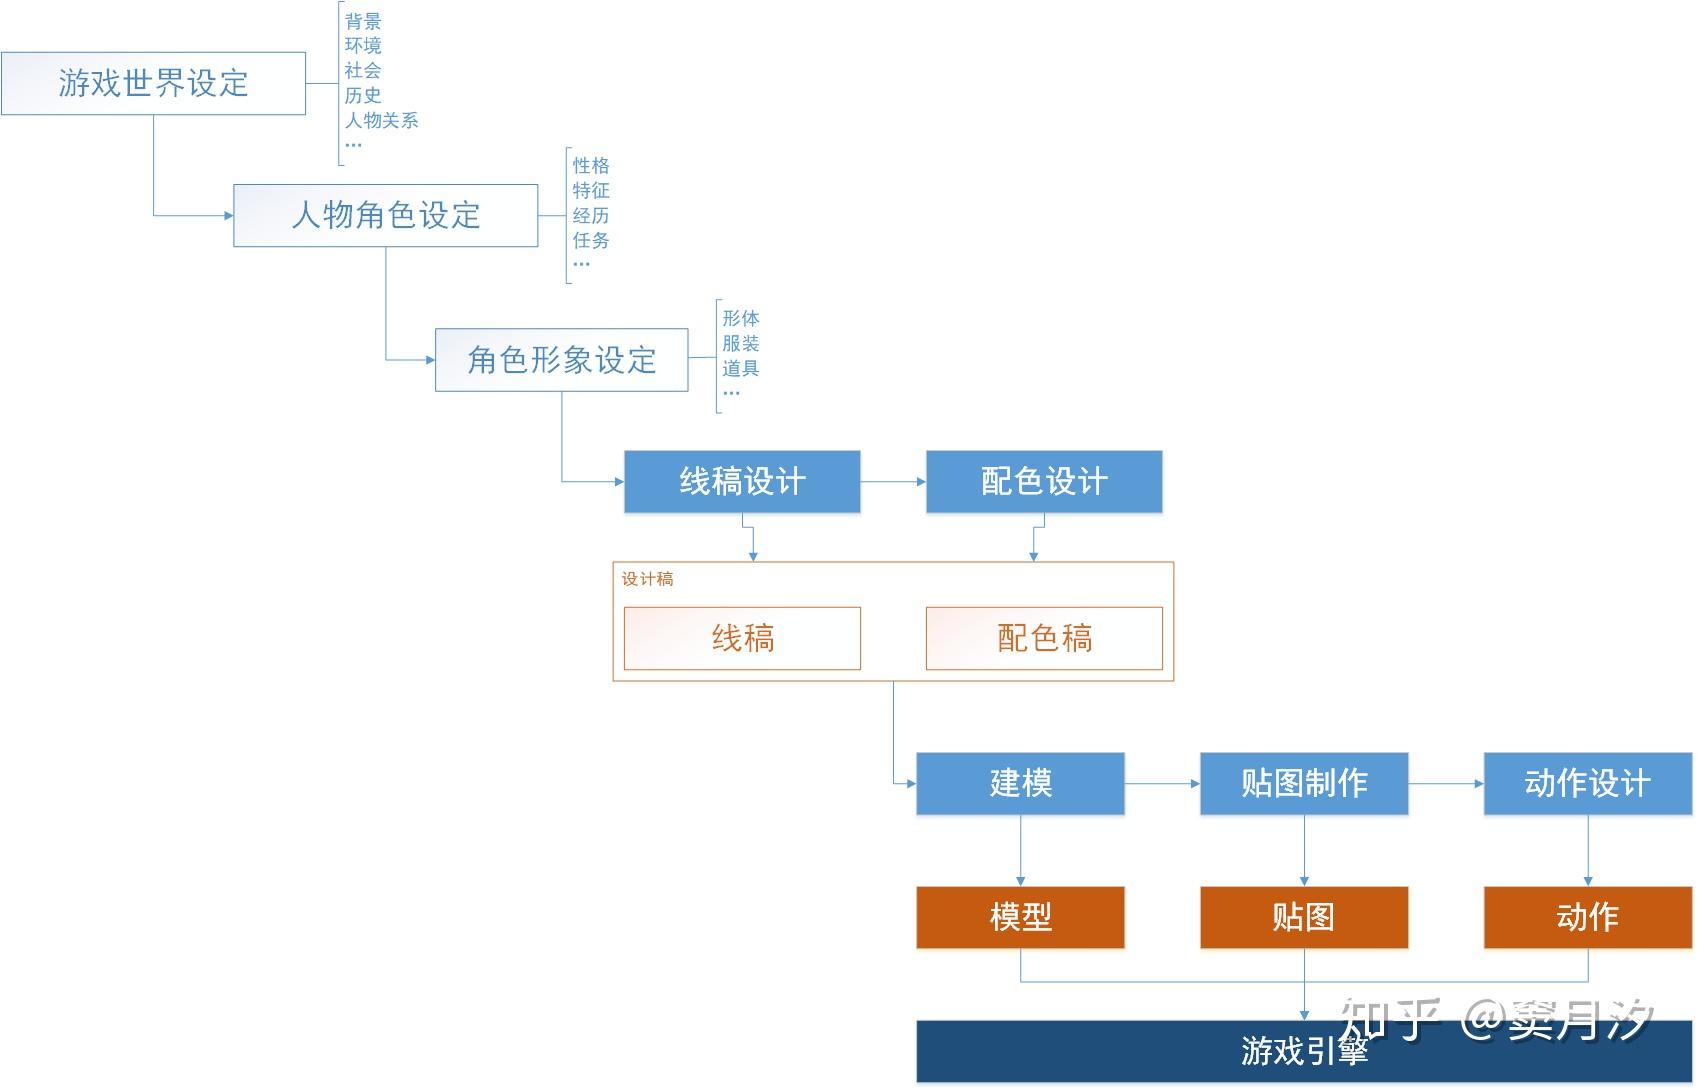 背景
环境
社会
历史
人物关系
...
游戏世界设定
性格
特征
经历
任务
...
人物角色设定
形体
服装
道具
...
角色形象设定
线稿设计
配色设计
设计稿
线稿
配色稿
建模
贴图制作
动作设计
模型
贴图
动作
知乎 @窦月汐
游戏引擎